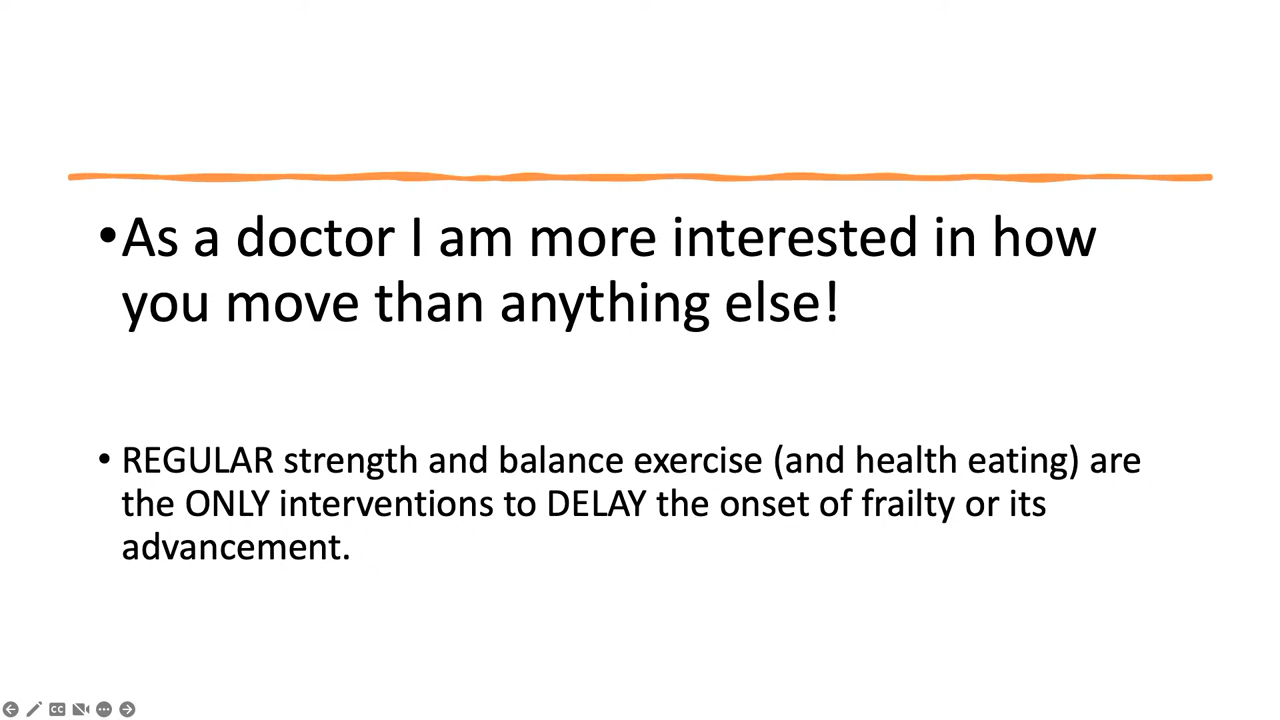 •As a doctor I am more interested in how
you move than anything else!
• REGULAR strength and balance exercise (and health eating) are
the ONLY interventions to DELAY the onset of frailty or its
advancement.
CC